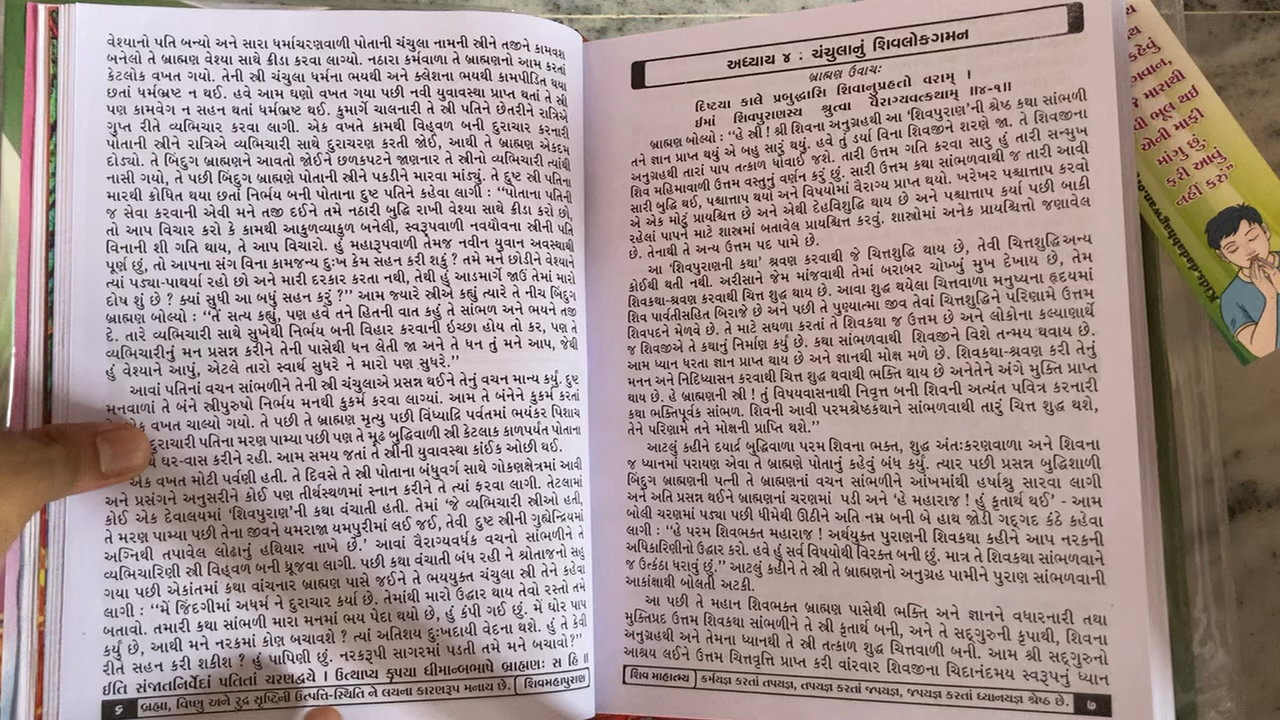 વેશ્યાનો પતિ બન્યો અને સારા ધર્માચરણવાળી પોતાની ચંચુલા નામની સ્ત્રીને તજીને કામવશ
બનેલો તે બ્રાહ્મણ વેશ્યા સાથે ક્રીડા કરવા લાગ્યો. નઠારા કર્મવાળા તે બ્રાહ્મણનો આમ કરતાં
કેટલોક વખત ગયો. તેની સ્ત્રી ચંચુલા ધર્મના ભયથી અને ક્લેશના ભયથી કામપીડિત થયા
છતાં ધર્મભ્રષ્ટ ન થઈ. હવે આમ ઘણો વખત ગયા પછી નવી યુવાવસ્થા પ્રાપ્ત થતાં તે સ્ત્રી
પણ કામવેગ ન સહન થતાં ધર્મભ્રષ્ટ થઈ. કુમાર્ગે ચાલનારી તે સ્ત્રી પતિને છેતરીને રાત્રિએ
ગુપ્ત રીતે વ્યભિચાર કરવા લાગી. એક વખતે કામથી વિહ્વળ બની દુરાચાર કરનારી
પોતાની સ્ત્રીને રાત્રિએ વ્યભિચારી સાથે દુરાચરણ કરતી જોઈ, આથી તે બ્રાહ્મણ એકદમ
દોડ્યો. તે બિંદુગ બ્રાહ્મણને આવતો જોઈને છળકપટને જાણનાર તે સ્ત્રીનો વ્યભિચારી ત્યાંથી
નાસી ગયો, તે પછી બિંદુગ બ્રાહ્મણે પોતાની સ્ત્રીને પકડીને મારવા માંડ્યું. તે દુષ્ટ સ્ત્રી પતિના
મારથી ક્રોધિત થયા છતાં નિર્ભય બની પોતાના દુષ્ટ પતિને કહેવા લાગી : “પોતાના પતિની
જ સેવા કરવાની એવી મને તજી દઈને તમે નઠારી બુદ્ધિ રાખી વેશ્યા સાથે ક્રીડા કરો છો,
તો આપ વિચાર કરો કે કામથી આકુળવ્યાકુળ બનેલી, સ્વરૂપવાળી નવયૌવના સ્ત્રીની પતિ
વિનાની શી ગતિ થાય, તે આપ વિચારો. હું મહારૂપવાળી તેમજ નવીન યુવાન અવસ્થાથી
પૂર્ણ છું, તો આપના સંગ વિના કામજન્ય દુઃખ કેમ સહન કરી શકું ? તમે મને છોડીને વેશ્યાને
ત્યાં પડ્યા-પાથર્યા રહી છો અને મારી દરકાર કરતા નથી, તેથી હું આડમાર્ગે જાઉં તેમાં મારો
દોષ શું છે ? ક્યાં સુધી આ બધું સહન કરું ?” આમ જ્યારે સ્ત્રીએ કહ્યું ત્યારે તે નીચ બિંદુગ
બ્રાહ્મણ બોલ્યો : “તેં સત્ય કહ્યું, પણ હવે તને હિતની વાત કહું તે સાંભળ અને ભયને તજી
દે. તારે વ્યભિચારી સાથે સુખેથી નિર્ભય બની વિહાર કરવાની ઈચ્છા હોય તો કર, પણ તે
વ્યભિચારીનું મન પ્રસન્ન કરીને તેની પાસેથી ધન લેતી જા અને તે ધન તું મને આપ, જેથી
હું વેશ્યાને આપું, એટલે તારો સ્વાર્થ સુધરે ને મારો પણ સુધરે.”
આવાં પતિનાં વચન સાંભળીને તેની સ્ત્રી ચંચુલાએ પ્રસન્ન થઈને તેનું વચન માન્ય કર્યું. દુષ્ટ
મનવાળાં તે બંને સ્ત્રીપુરુષો નિર્ભય મનથી કુકર્મ કરવા લાગ્યાં. આમ તે બંનેને કુકર્મ કરતાં
વખત ચાલ્યો ગયો. તે પછી તે બ્રાહ્મણ મૃત્યુ પછી વિંધ્યાદ્રિ પર્વતમાં ભયંકર પિશાચ
દુરાચારી પતિના મરણ પામ્યા પછી પણ તે મૂઢ બુદ્ધિવાળી સ્ત્રી કેટલાક કાળપર્યંત પોતાના
ઘર-વાસ કરીને રહી. આમ સમય જતાં તે સ્ત્રીની યુવાવસ્થા કાંઈક ઓછી થઈ.
એક વખત મોટી પર્વણી હતી. તે દિવસે તે સ્ત્રી પોતાના બંધુવર્ગ સાથે ગોકણક્ષેત્રમાં આવી
અને પ્રસંગને અનુસરીને કોઈ પણ તીર્થસ્થળમાં સ્નાન કરીને તે ત્યાં ફરવા લાગી. તેટલામાં
કોઈ એક દેવાલયમાં ‘શિવપુરાણ’ની કથા વંચાતી હતી. તેમાં ‘જે વ્યભિચારી સ્ત્રીઓ હતી,
તે મરણ પામ્યા પછી તેના જીવને યમરાજા યમપુરીમાં લઈ જઈ, તેવી દુષ્ટ સ્ત્રીની ગુહ્યેન્દ્રિયમાં
અગ્નિથી તપાવેલ લોઢાનું હથિયાર નાખે છે.’ આવાં વૈરાગ્યવર્ધક વચનો સાંભળીને તે
વ્યભિચારિણી સ્ત્રી વિહ્વળ બની ધ્રૂજવા લાગી. પછી કથા વંચાતી બંધ રહી ને શ્રોતાજનો સહુ
ગયા પછી એકાંતમાં કથા વાંચનાર બ્રાહ્મણ પાસે જઈને તે ભયયુક્ત ચંચુલા સ્ત્રી તેને કહેવા
લાગી : “મેં જિંદગીમાં અધર્મ ને દુરાચાર કર્યા છે. તેમાંથી મારો ઉદ્ધાર થાય તેવો રસ્તો તમે
બતાવો. તમારી કથા સાંભળી મારા મનમાં ભય પેદા થયો છે, હું કંપી ગઈ છું. મેં ઘોર પાપ
કર્યું છે, આથી મને નરકમાં કોણ બચાવશે ? ત્યાં અતિશય દુઃખદાયી વેદના થશે. હું તે કેવી
રીતે સહન કરી શકીશ ? હું પાપિણી છું. નરકરૂપી સાગરમાં પડતી તમે મને બચાવો?”
ઈતિ સંજાતનિર્વેદાં પતિતાં ચરણદ્વયે । ઉત્થાપ્ય કૃપયા ધીમાન્બભાષે બ્રાહ્મણઃ સ હિ ॥
૬ બ્રહ્મા, વિષ્ણુ અને રુદ્ર સૃષ્ટિની ઉત્પતિ-સ્થિતિ ને લયના કારણરૂપ મનાય છે. શિવમહાપુરાણ
અધ્યાય ૪ : ચંચુલાનું શિવલોકગમન
બ્રાહ્મણ ઉવાચઃ
દિષ્ટયા કાલે પ્રબુદ્ધાસિ શિવાનુગ્રહતો વરામ્ ।
ઈમાં શિવપુરાણસ્ય શ્રુત્વા વૈરાગ્યવત્કથામ્ ॥૪-૧॥
બ્રાહ્મણ બોલ્યો : “હે સ્ત્રી ! શ્રી શિવના અનુગ્રહથી આ ‘શિવપુરાણ’ની શ્રેષ્ઠ કથા સાંભળી
તને જ્ઞાન પ્રાપ્ત થયું એ બહુ સારું થયું. હવે તું ડર્યા વિના શિવજીને શરણે જા. તે શિવજીના
અનુગ્રહથી તારાં પાપ તત્કાળ ધોવાઈ જશે. તારી ઉત્તમ ગતિ કરવા સારુ હું તારી સન્મુખ
શિવ મહિમાવાળી ઉત્તમ વસ્તુનું વર્ણન કરું છું. સારી ઉત્તમ કથા સાંભળવાથી જ તારી આવી
સારી બુદ્ધિ થઈ, પશ્ચાત્તાપ થયો અને વિષયોમાં વૈરાગ્ય પ્રાપ્ત થયો. ખરેખર પશ્ચાત્તાપ કરવો
એ એક મોટું પ્રાયશ્ચિત્ત છે અને એથી દેહવિશુદ્ધિ થાય છે અને પશ્ચાત્તાપ કર્યા પછી બાકી
રહેલાં પાપને માટે શાસ્ત્રમાં બતાવેલ પ્રાયશ્ચિત્ત કરવું. શાસ્ત્રોમાં અનેક પ્રાયશ્ચિત્તો જણાવેલ
છે. તેનાથી તે અન્ય ઉત્તમ પદ પામે છે.
આ ‘શિવપુરાણની કથા’ શ્રવણ કરવાથી જે ચિત્તશુદ્ધિ થાય છે, તેવી ચિત્તશુદ્ધિ અન્ય
કોઈથી થતી નથી. અરીસાને જેમ માંજવાથી તેમાં બરાબર ચોખ્ખું મુખ દેખાય છે, તેમ
શિવકથા-શ્રવણ કરવાથી ચિત્ત શુદ્ધ થાય છે. આવા શુદ્ધ થયેલા ચિત્તવાળા મનુષ્યના હૃદયમાં
શિવ પાર્વતીસહિત બિરાજે છે અને પછી તે પુણ્યાત્મા જીવ તેવાં ચિત્તશુદ્ધિને પરિણામે ઉત્તમ
શિવપદને મેળવે છે. તે માટે સઘળા કરતાં તે શિવકથા જ ઉત્તમ છે અને લોકોના કલ્યાણાર્થે
જ શિવજીએ તે કથાનું નિર્માણ કર્યું છે. કથા સાંભળવાથી શિવજીને વિશે તન્મય થવાય છે.
આમ ધ્યાન ધરતા જ્ઞાન પ્રાપ્ત થાય છે અને જ્ઞાનથી મોક્ષ મળે છે. શિવકથા-શ્રવણ કરી તેનું
મનન અને નિદિધ્યાસન કરવાથી ચિત્ત શુદ્ધ થવાથી ભક્તિ થાય છે અનેતેને અંગે મુક્તિ પ્રાપ્ત
થાય છે. હે બ્રાહ્મણની સ્ત્રી ! તું વિષયવાસનાથી નિવૃત્ત બની શિવની અત્યંત પવિત્ર કરનારી
કથા ભક્તિપૂર્વક સાંભળ. શિવની આવી પરમશ્રેષ્ઠકથાને સાંભળવાથી તારું ચિત્ત શુદ્ધ થશે,
તેને પરિણામે તને મોક્ષની પ્રાપ્તિ થશે.”
આટલું કહીને દયાર્દ્ર બુદ્ધિવાળા પરમ શિવના ભક્ત, શુદ્ધ અંતઃકરણવાળા અને શિવના
જ ધ્યાનમાં પરાયણ એવા તે બ્રાહ્મણે પોતાનું કહેવું બંધ કર્યું. ત્યાર પછી પ્રસન્ન બુદ્ધિશાળી
બિંદુગ બ્રાહ્મણની પત્ની તે બ્રાહ્મણનાં વચન સાંભળીને આંખમાંથી હર્ષાશ્રુ સારવા લાગી
અને અતિ પ્રસન્ન થઈને બ્રાહ્મણનાં ચરણમાં પડી અને ‘હે મહારાજ ! હું કૃતાર્થ થઈ’ - આમ
બોલી ચરણમાં પડ્યા પછી ધીમેથી ઊઠીને અતિ નમ્ર બની બે હાથ જોડી ગદ્‌ગદ કંઠે કહેવા
લાગી : “હે પરમ શિવભક્ત મહારાજ ! અર્થયુક્ત પુરાણની શિવકથા કહીને આપ નરકની
અધિકારિણીનો ઉદ્ધાર કરો. હવે હું સર્વ વિષયોથી વિરક્ત બની છું. માત્ર તે શિવકથા સાંભળવાને
જ ઉત્કંઠા ધરાવું છું.” આટલું કહીને તે સ્ત્રી તે બ્રાહ્મણનો અનુગ્રહ પામીને પુરાણ સાંભળવાની
આકાંક્ષાથી બોલતી અટકી.
આ પછી તે મહાન શિવભક્ત બ્રાહ્મણ પાસેથી ભક્તિ અને જ્ઞાનને વધારનારી તથા
મુક્તિપ્રદ ઉત્તમ શિવકથા સાંભળીને તે સ્ત્રી કૃતાર્થ બની, અને તે સદ્‌ગુરુની કૃપાથી, શિવના
અનુગ્રહથી અને તેમના ધ્યાનથી તે સ્ત્રી તત્કાળ શુદ્ધ ચિત્તવાળી બની. આમ શ્રી સદ્‌ગુરુનો
આશ્રય લઈને ઉત્તમ ચિત્તવૃત્તિ પ્રાપ્ત કરી વારંવાર શિવજીના ચિદાનંદમય સ્વરૂપનું ધ્યાન
શિવ માહાત્મ્ય કર્મયજ્ઞ કરતાં તપયજ્ઞ, તપયજ્ઞ કરતાં જપયજ્ઞ, જપયજ્ઞ કરતાં ધ્યાનયજ્ઞ શ્રેષ્ઠ છે. ૭
કહેવું
ગવાન,
જે મારાથી
ભૂલ થઇ
એની માફી
માંગુ છું.
ફરી આવું
નહીં કરું”
Kids.dadabhagwan.or